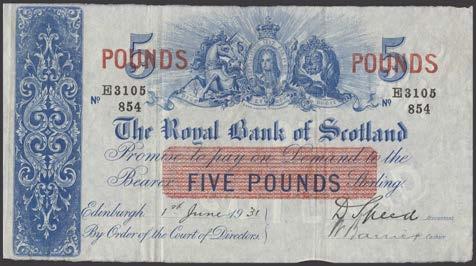 5 5
POUNDS POUNDS
E3105 E3105
No 854 No 854
The Royal Bank of Scotland
Promise to pay on Demand to the
Bearer FIVE POUNDS Sterling.
Edinburgh 1st June 1931 D Speed Accountant
By Order of the Court of Directors. Cashier